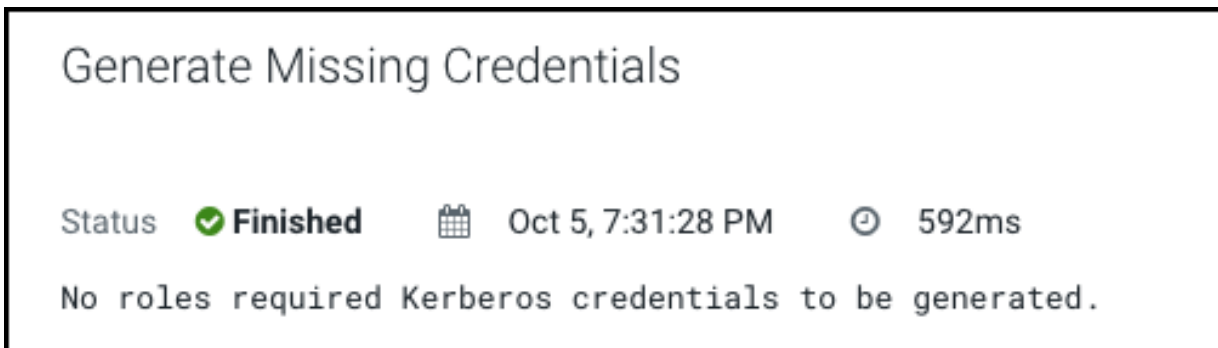 Generate Missing Credentials
Status Finished Oct 5, 7:31:28 PM 592ms
No roles required Kerberos credentials to be generated.